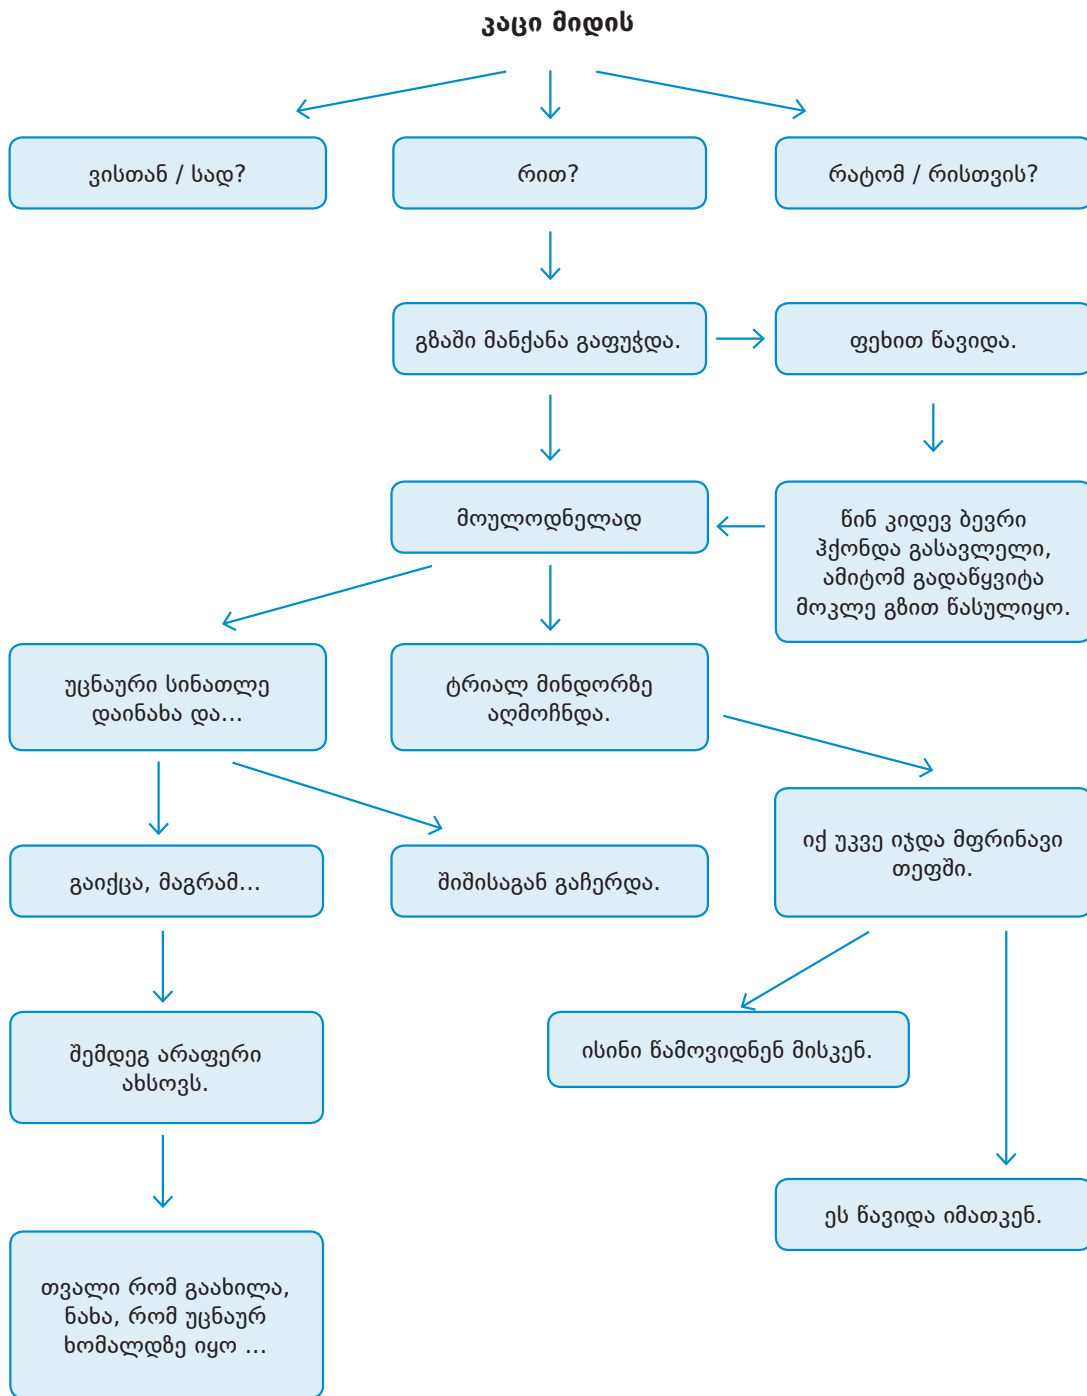 კაცი მიდის
ვისთან / სად?
რით?
რატომ / რისთვის?
გზაში მანქანა გაფუჭდა.
ფეხით წავიდა.
მოულოდნელად
წინ კიდევ ბევრი
ჰქონდა გასავლელი,
ამიტომ გადაწყვიტა
მოკლე გზით წასულიყო.
უცნაური სინათლე
დაინახა და...
ტრიალ მინდორზე
აღმოჩნდა.
იქ უკვე იჯდა მფრინავი
თეფში.
გაიქცა, მაგრამ...
შიშისაგან გაჩერდა.
შემდეგ არაფერი
ახსოვს.
ისინი წამოვიდნენ მისკენ.
ეს წავიდა იმათკენ.
თვალი რომ გაახილა,
ნახა, რომ უცნაურ
ხომალდზე იყო ...